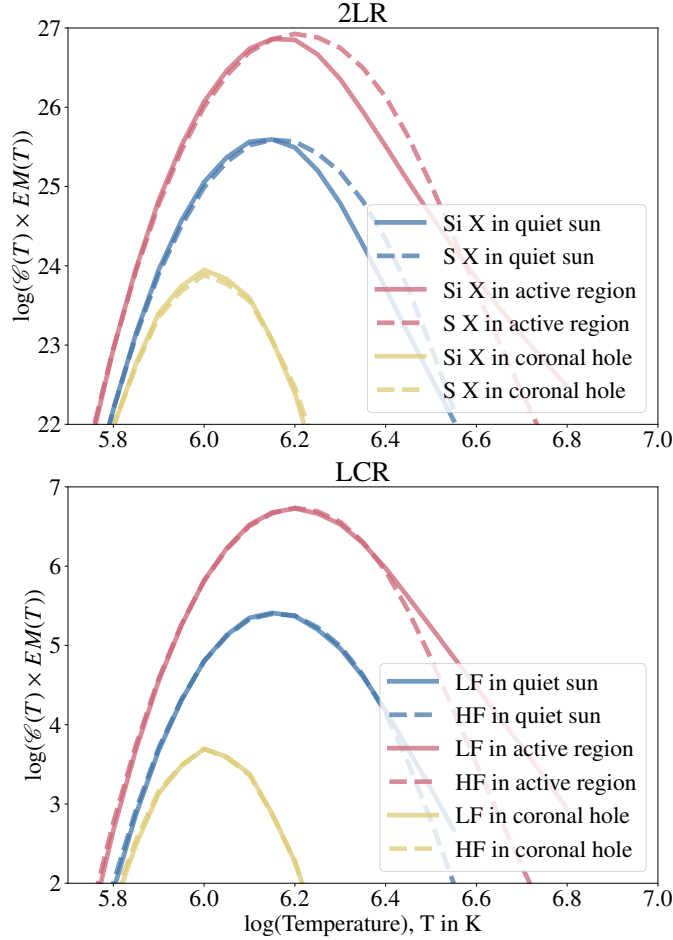 2LR
27
26
25
24
23
22
log(𝒞(T) × EM(T))
5.8 6.0 6.2 6.4 6.6 6.8 7.0
Si X in quiet sun
S X in quiet sun
Si X in active region
S X in active region
Si X in coronal hole
S X in coronal hole
LCR
7
6
5
4
3
2
log(𝒞(T) × EM(T))
LF in quiet sun
HF in quiet sun
LF in active region
HF in active region
LF in coronal hole
HF in coronal hole
5.8 6.0 6.2 6.4 6.6 6.8 7.0
log(Temperature), T in K